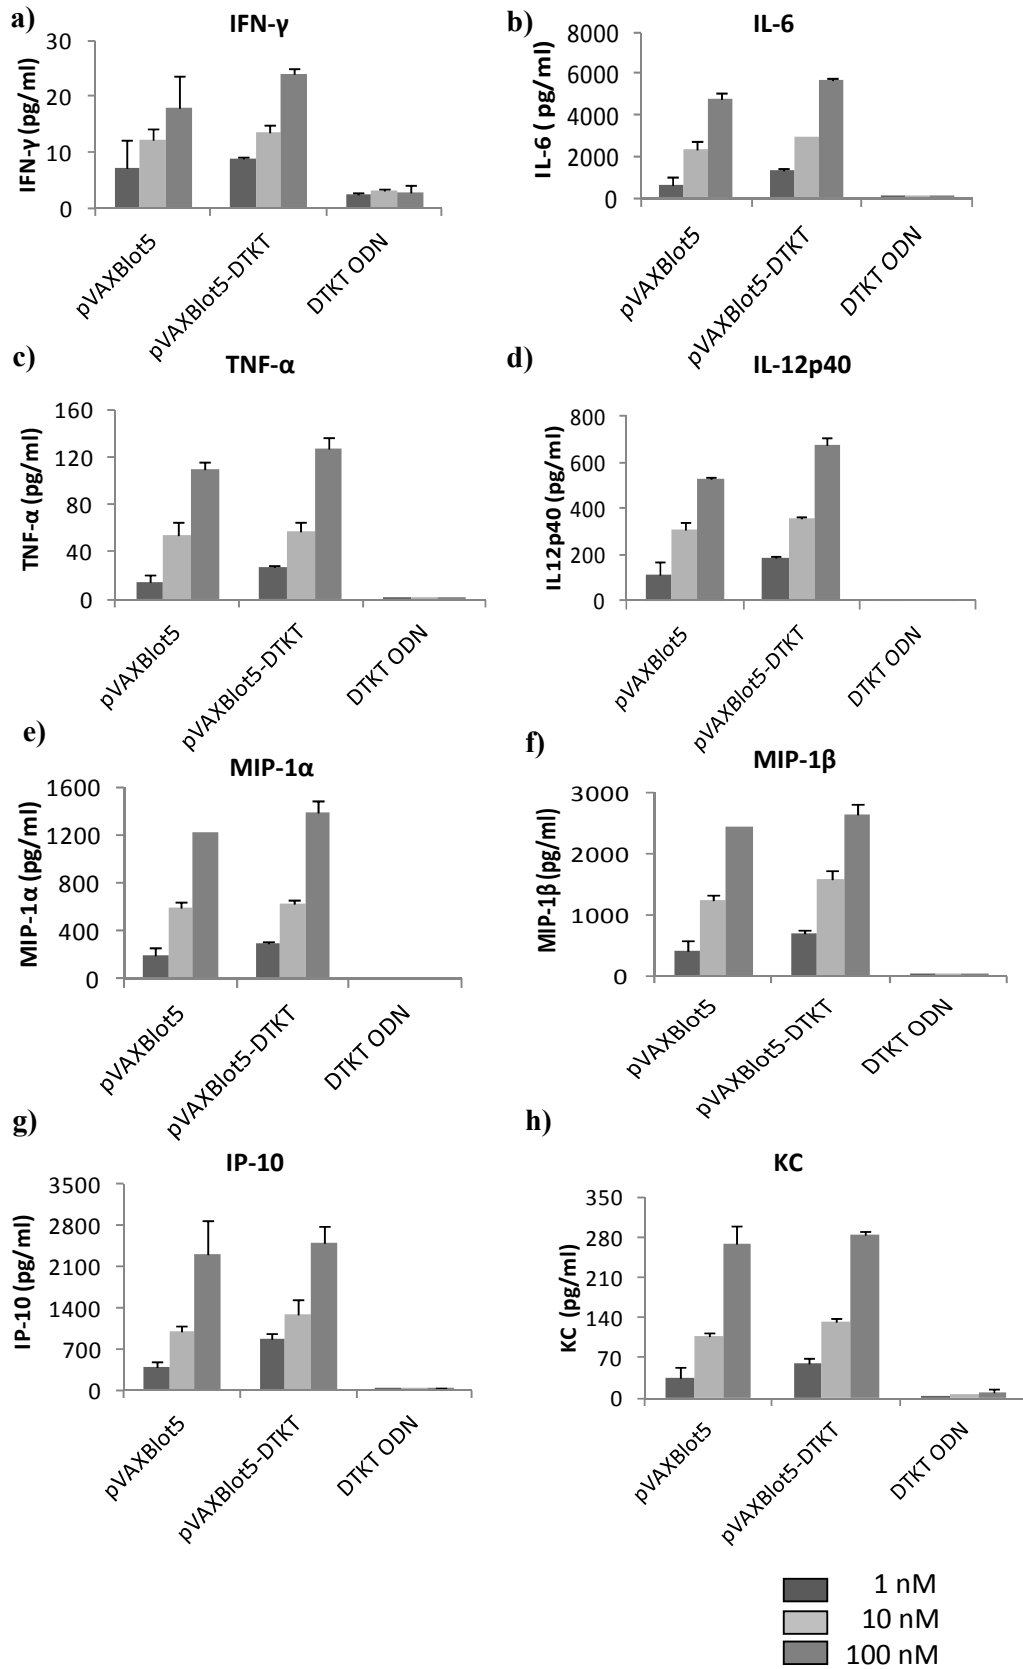 a)
IFN-γ
IFN-γ (pg/ml)
30
20
10
0
pVAXBlot5
pVAXBlot5-DTKT
DTKT ODN
b)
IL-6
IL-6 ( pg/ml)
8000
6000
4000
2000
0
pVAXBlot5
pVAXBlot5-DTKT
DTKT ODN
c)
TNF-α
TNF-α (pg/ml)
160
120
80
40
0
pVAXBlot5
pVAXBlot5-DTKT
DTKT ODN
d)
IL-12p40
IL12p40 (pg/ml)
800
600
400
200
0
pVAXBlot5
pVAXBlot5-DTKT
DTKT ODN
e)
MIP-1α
MIP-1α (pg/ml)
1600
1200
800
400
0
pVAXBlot5
pVAXBlot5-DTKT
DTKT ODN
f)
MIP-1β
MIP-1β (pg/ml)
3000
2000
1000
0
pVAXBlot5
pVAXBlot5-DTKT
DTKT ODN
g)
IP-10
IP-10 (pg/ml)
3500
2800
2100
1400
700
0
pVAXBlot5
pVAXBlot5-DTKT
DTKT ODN
h)
KC
KC (pg/ml)
350
280
210
140
70
0
pVAXBlot5
pVAXBlot5-DTKT
DTKT ODN
1 nM
10 nM
100 nM